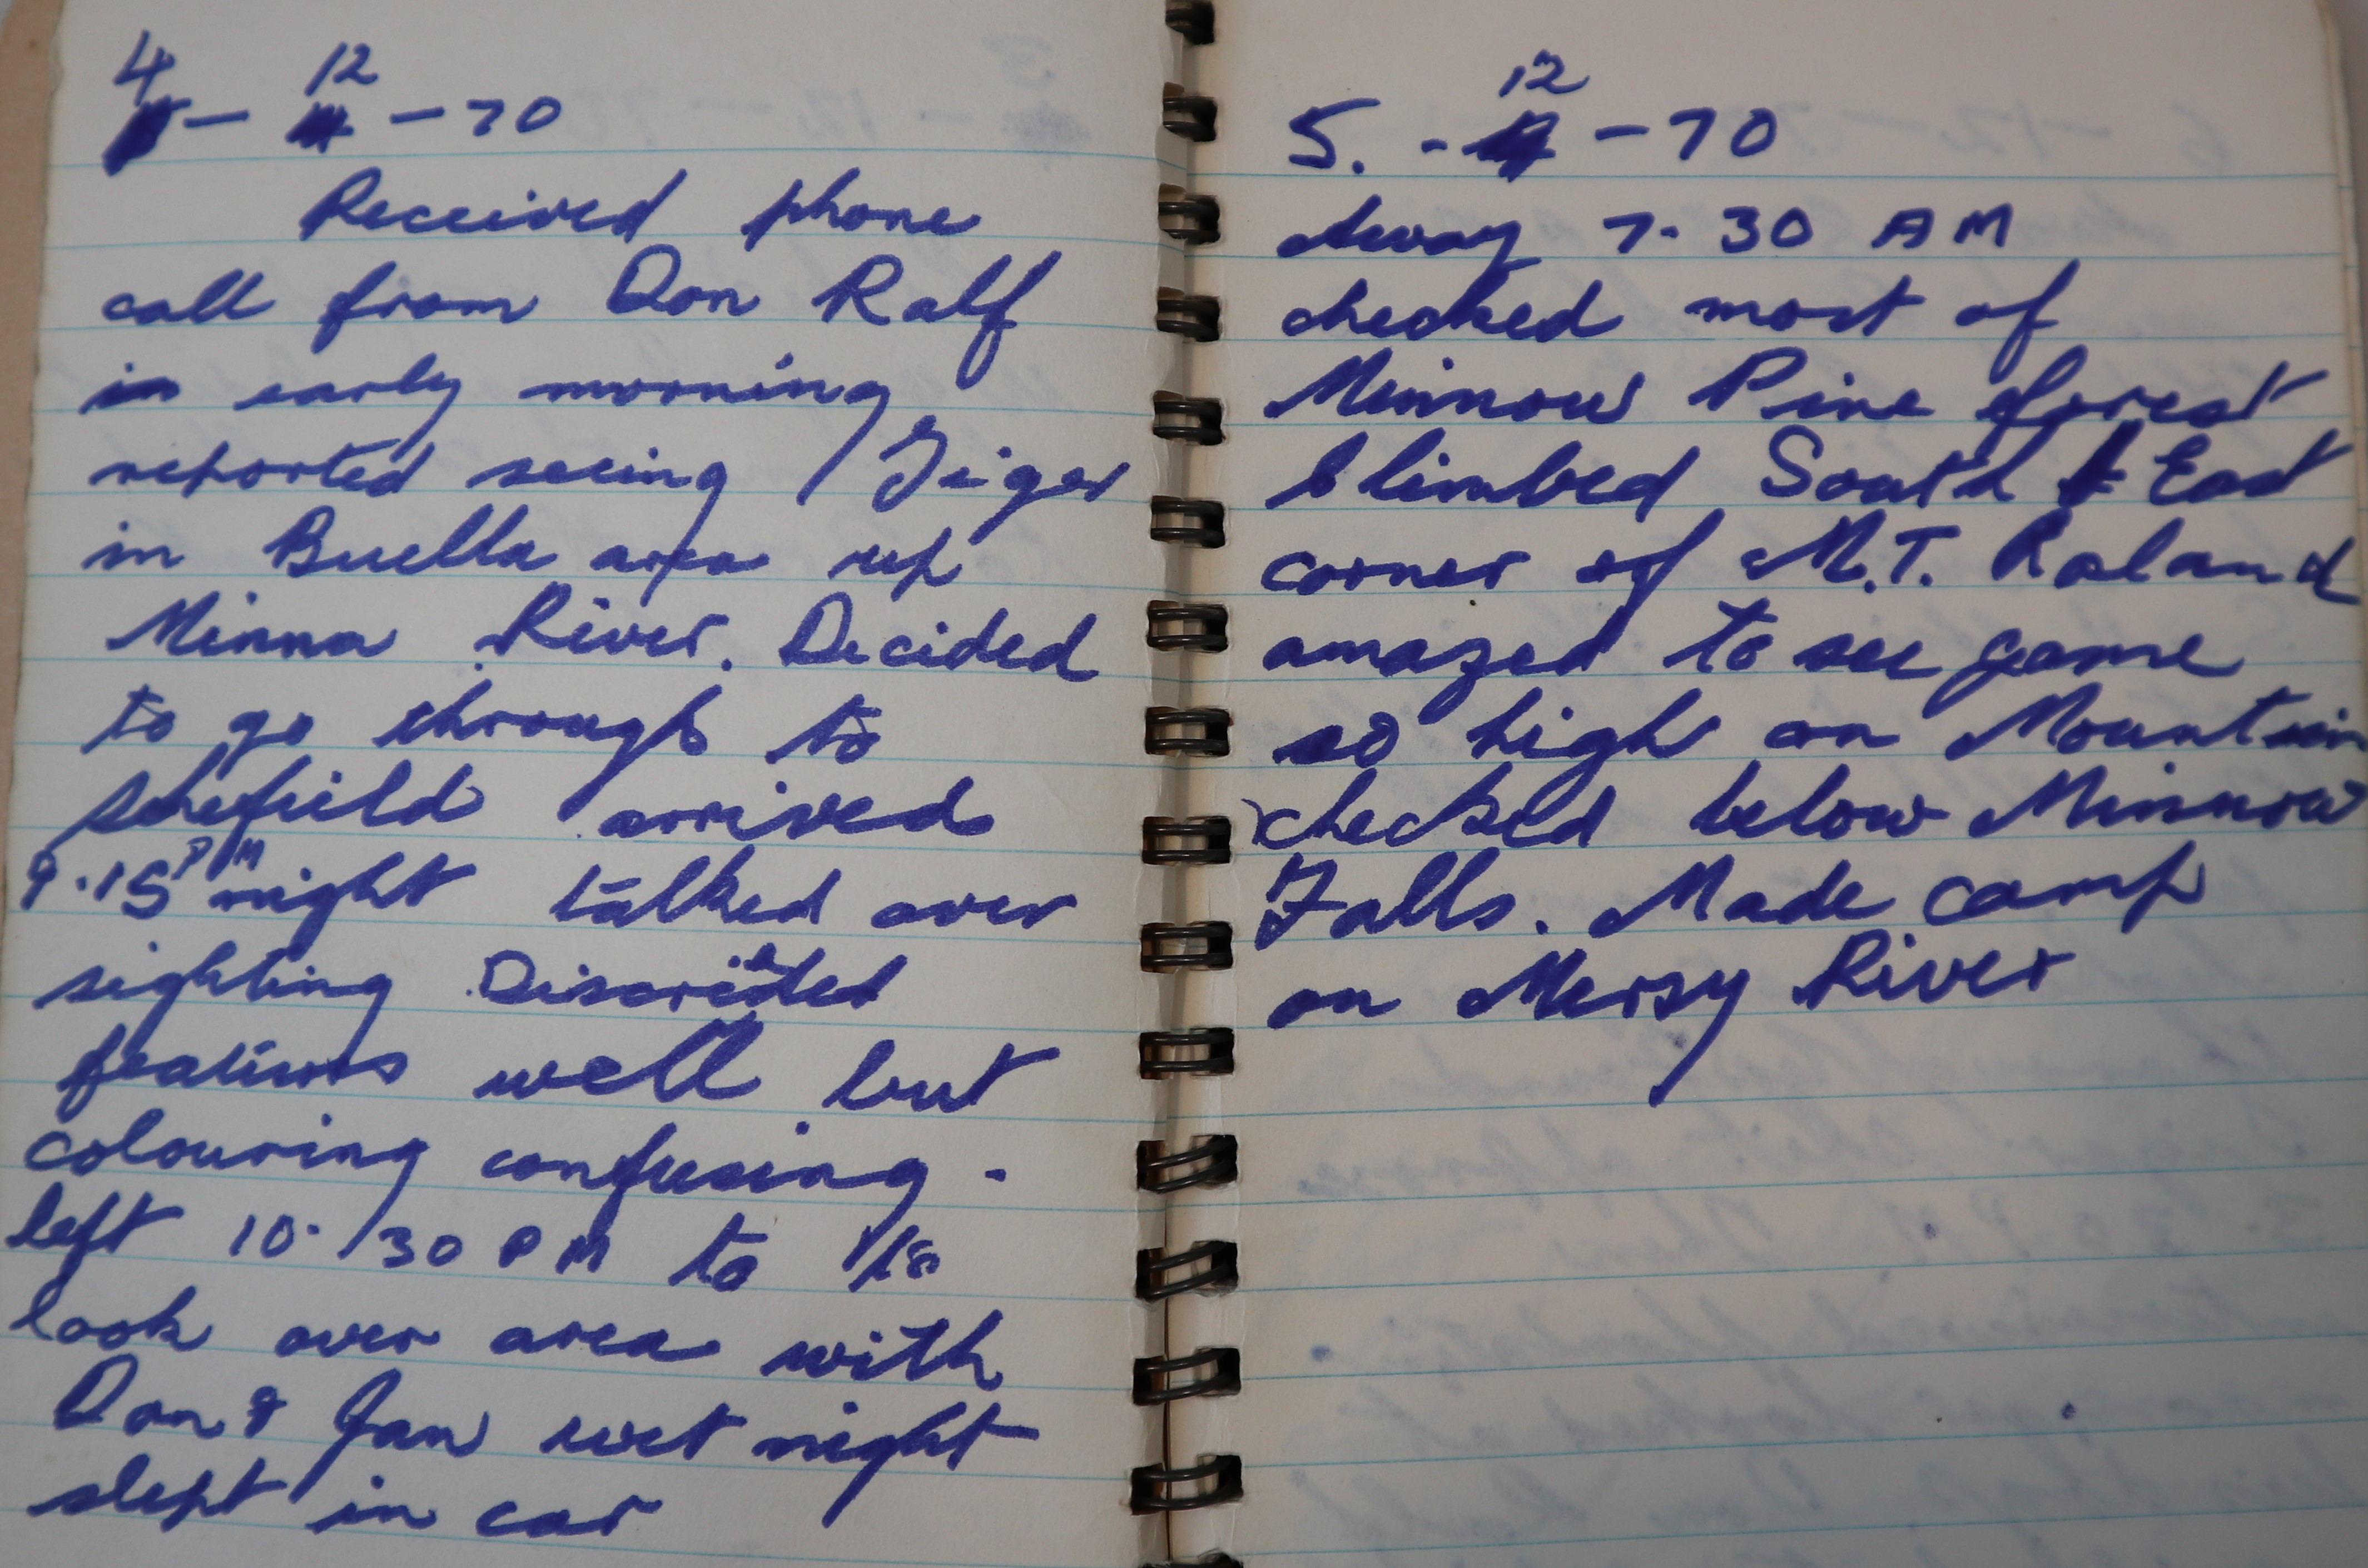 4 - 12 - 70
Received phone
call from Don Ralf
in early morning
reported seeing Tiger
in Buella area up
Minna River. Decided
to go through to
Shefield arrived
9.15 PM night talked over
sighting Discribed
features well but
colouring confusing.
left 10.30 PM to
look over area with
Don & Jan wet night
slept in car
5. - 12 - 70
Away 7.30 AM
checked most of
Minnow Pine forest
Climbed South East
corner of M.T. Roland
amazed to see game
so high on Mountain
checked below Minnow
Falls. Made camp
on Mersy River